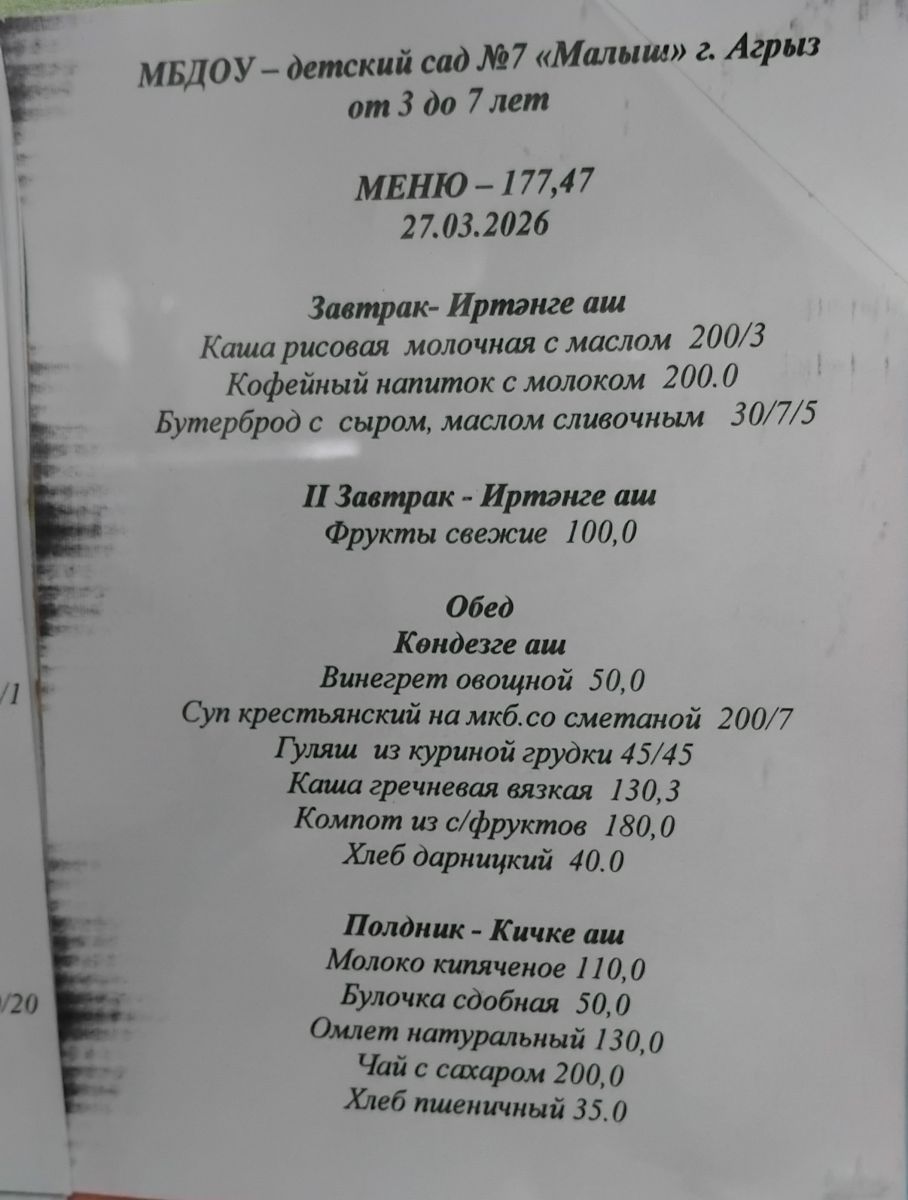 МБДОУ – детский сад №7 «Малыш» г. Агрыз
от 3 до 7 лет
МЕНЮ – 177,47
27.03.2026
Завтрак- Иртәнге аш
Каша рисовая молочная с маслом 200/3
Кофейный напиток с молоком 200.0
Бутерброд с сыром, маслом сливочным 30/7/5
II Завтрак - Иртәнге аш
Фрукты свежие 100,0
Обед
Көндезге аш
Винегрет овощной 50,0
Суп крестьянский на мкб.со сметаной 200/7
Гуляш из куриной грудки 45/45
Каша гречневая вязкая 130,3
Компот из с/фруктов 180,0
Хлеб дарницкий 40.0
Полдник - Кичке аш
Молоко кипяченое 110,0
Булочка сдобная 50,0
Омлет натуральный 130,0
Чай с сахаром 200,0
Хлеб пшеничный 35.0
/1
/20